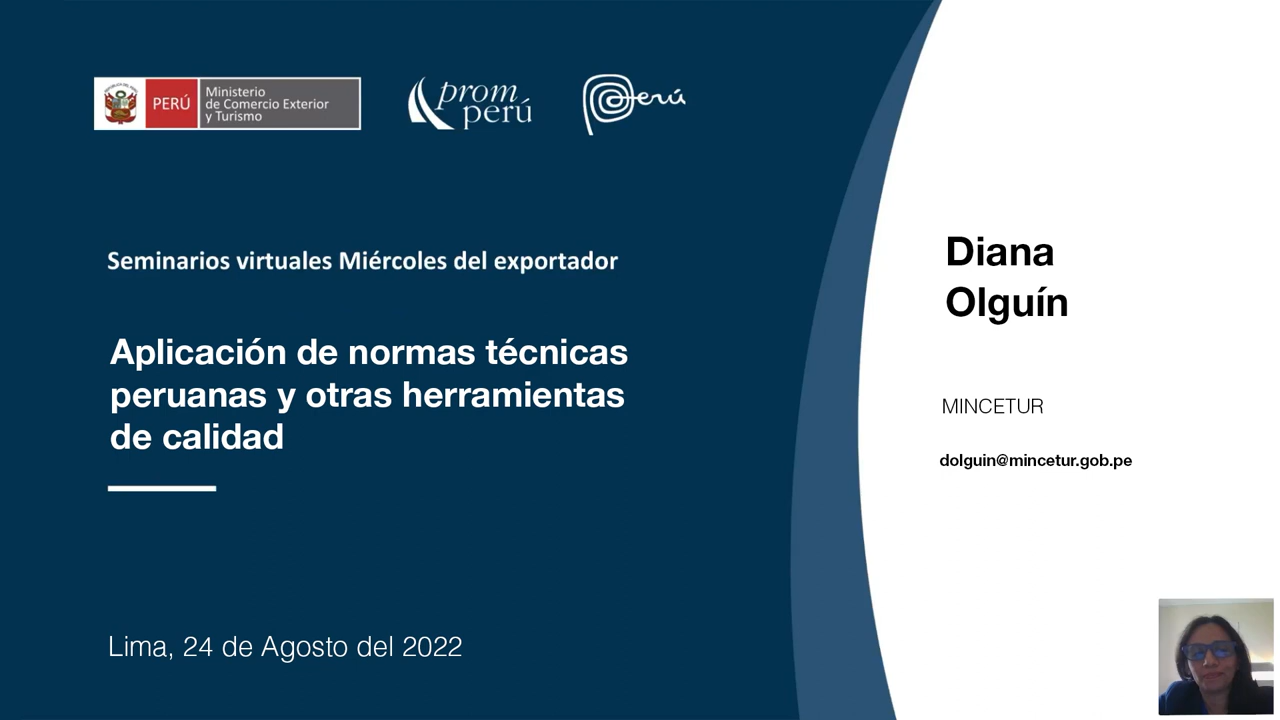 PERÚ
Ministerio
de Comercio Exterior
y Turismo
prom
perú
Perú
Seminarios virtuales Miércoles del exportador
Aplicación de normas técnicas
peruanas y otras herramientas
de calidad
Lima, 24 de Agosto del 2022
Diana
Olguín
MINCETUR
dolguin@mincetur.gob.pe